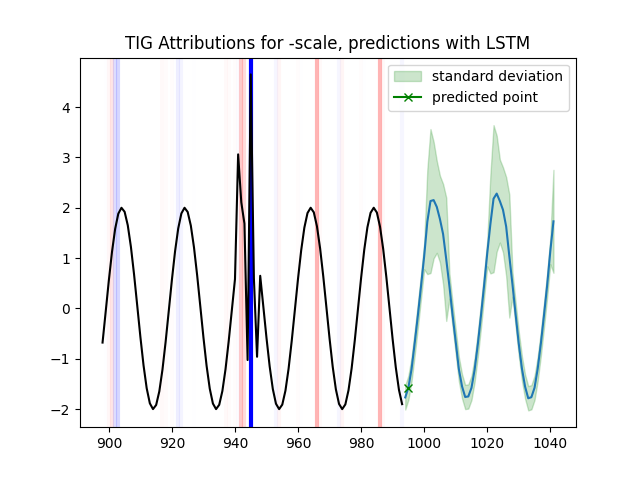 TIG Attributions for -scale, predictions with LSTM
standard deviation
predicted point
4
3
2
1
0
−1
−2
900 920 940 960 980 1000 1020 1040